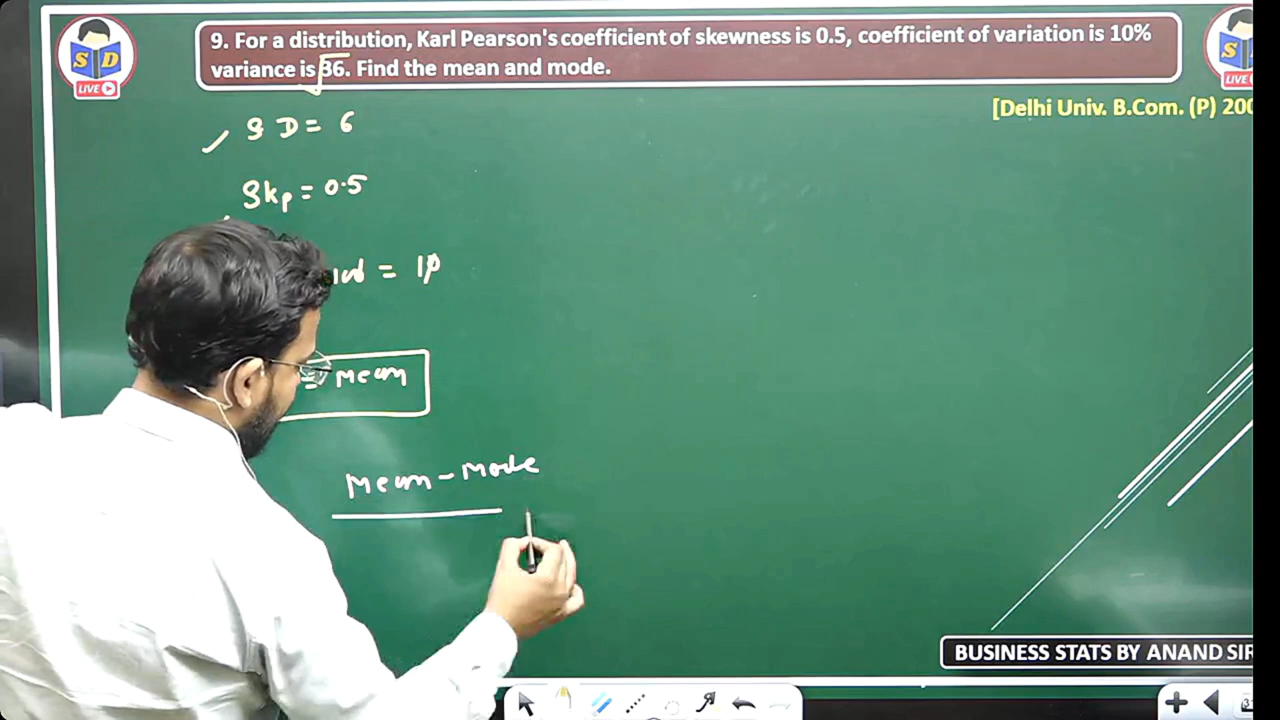 9. For a distribution, Karl Pearson's coefficient of skewness is 0.5, coefficient of variation is 10%
variance is √36. Find the mean and mode.
S D
LIVE
S
LIVE
[Delhi Univ. B.Com. (P) 200
S D = 6
Skp = 0.5
= 10
= Mean
Mean - Mode
BUSINESS STATS BY ANAND SIR